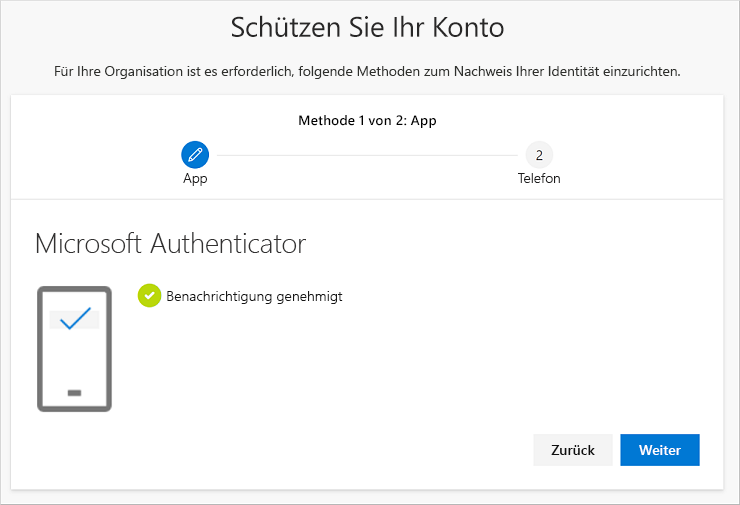 Schützen Sie Ihr Konto
Für Ihre Organisation ist es erforderlich, folgende Methoden zum Nachweis Ihrer Identität einzurichten.
Methode 1 von 2: App
2
App
Telefon
Microsoft Authenticator
Benachrichtigung genehmigt
Zurück
Weiter